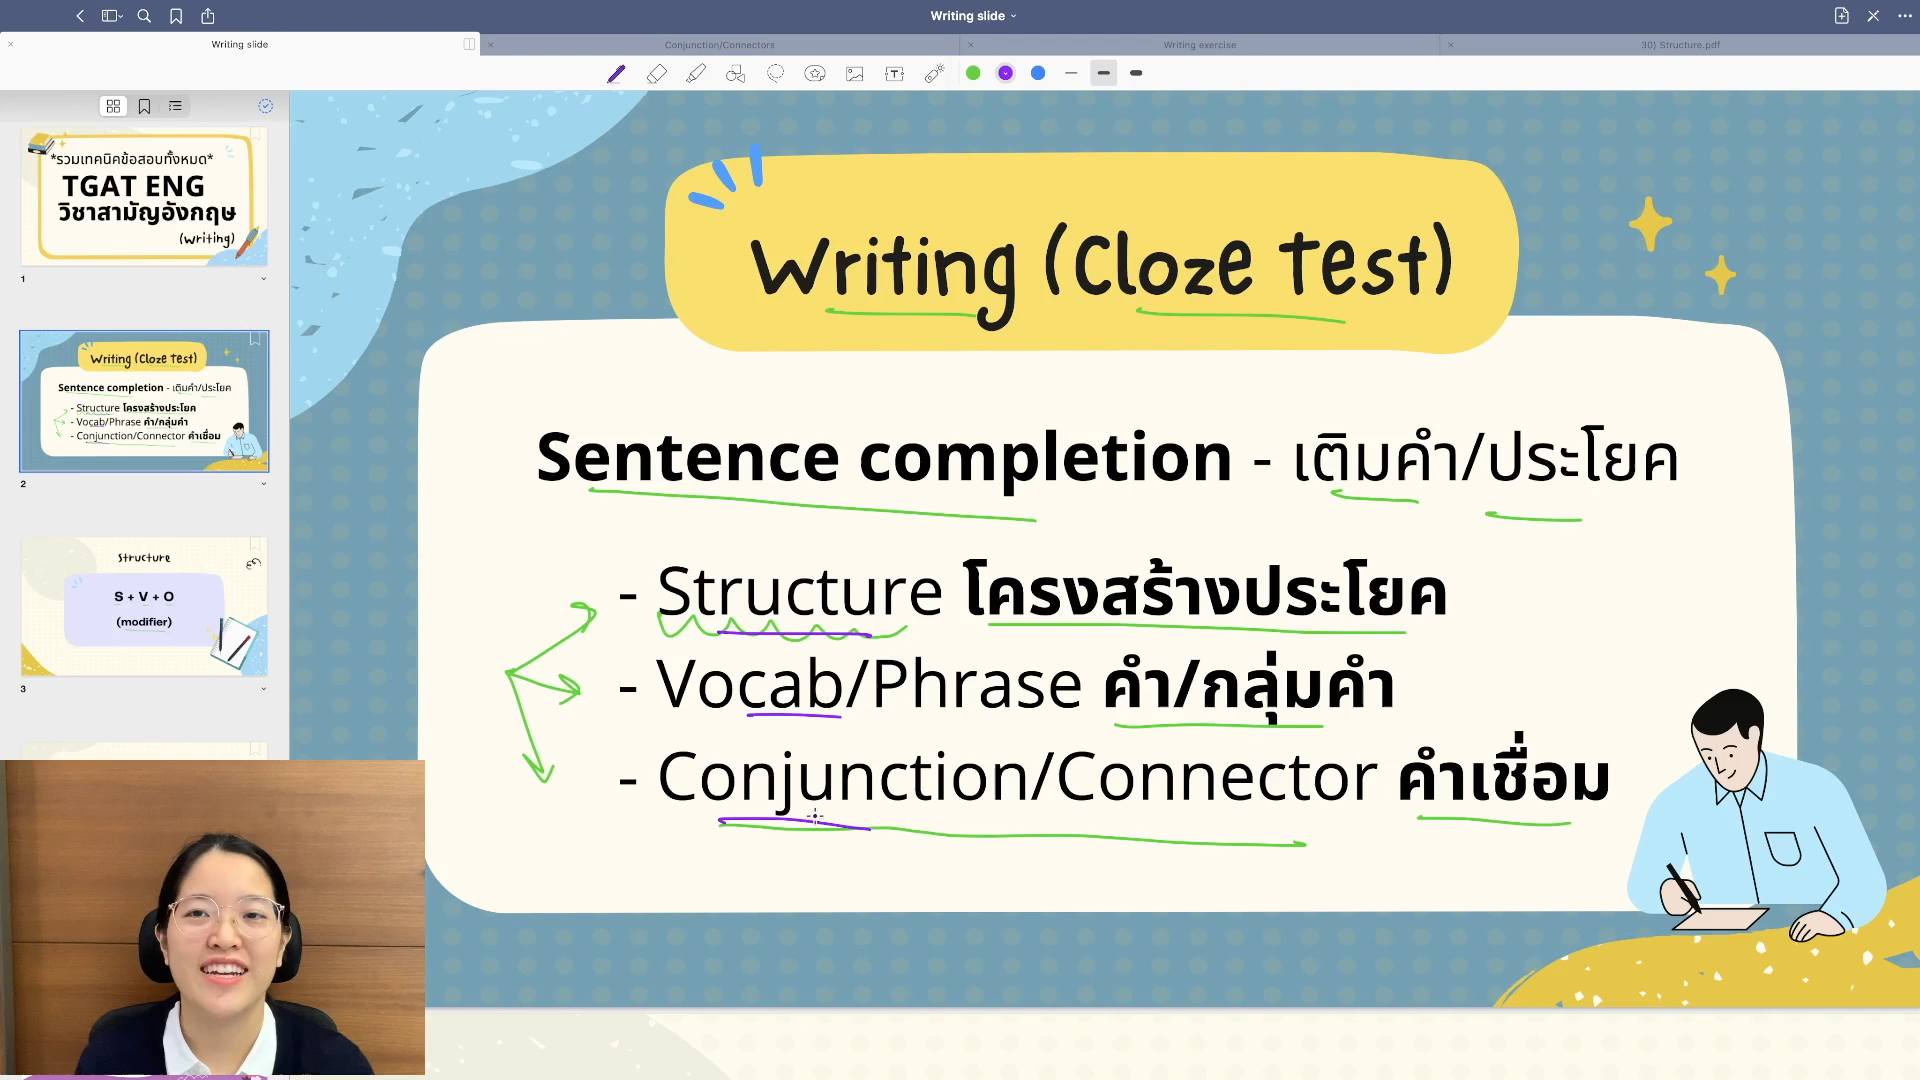 Writing slide
Writing slide
Conjunction/Connectors
Writing exercise
30) Structure.pdf
*รวมเทคนิคข้อสอบทั้งหมด*
TGAT ENG
วิชาสามัญอังกฤษ
(Writing)
1
Writing (Cloze Test)
Sentence completion - เติมคำ/ประโยค
- Structure โครงสร้างประโยค
- Vocab/Phrase คำ/กลุ่มคำ
- Conjunction/Connector คำเชื่อม
2
Structure
S + V + O
(modifier)
3
Writing (Cloze Test)
Sentence completion - เติมคำ/ประโยค
- Structure โครงสร้างประโยค
- Vocab/Phrase คำ/กลุ่มคำ
- Conjunction/Connector คำเชื่อม